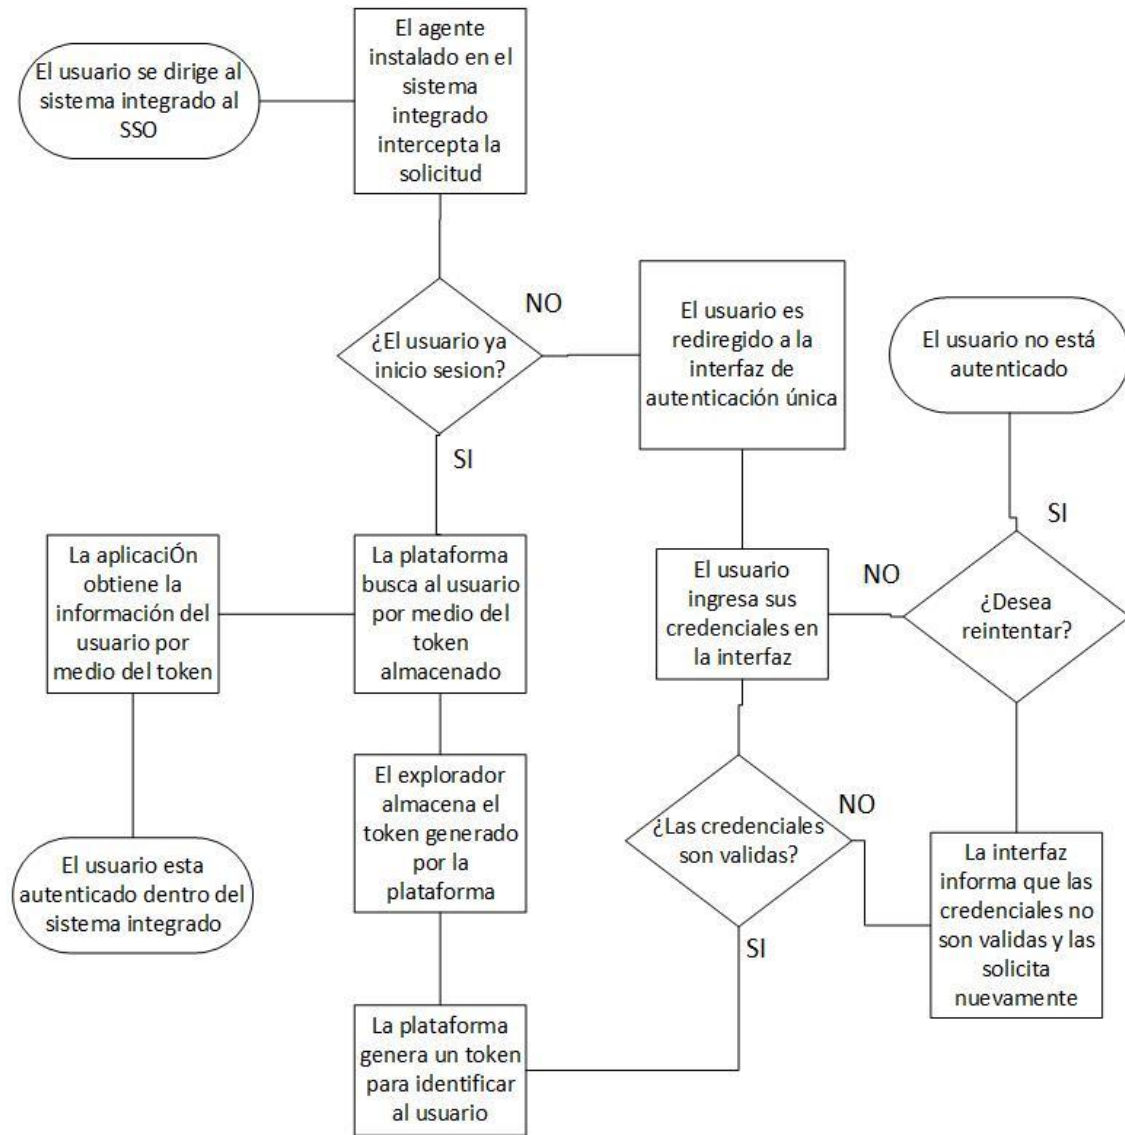 El usuario se dirige al
sistema integrado al
SSO
El agente
instalado en el
sistema
integrado
intercepta la
solicitud
¿El usuario ya
inicio sesion?
NO
El usuario es
rediregido a la
interfaz de
autenticación única
El usuario no está
autenticado
SI
SI
La aplicaciÓn
obtiene la
información del
usuario por
medio del token
La plataforma
busca al usuario
por medio del
token
almacenado
El usuario
ingresa sus
credenciales en
la interfaz
NO
¿Desea
reintentar?
El explorador
almacena el
token generado
por la
plataforma
¿Las credenciales
son validas?
NO
El usuario esta
autenticado dentro del
sistema integrado
La interfaz
informa que las
credenciales no
son validas y las
solicita
nuevamente
SI
La plataforma
genera un token
para identificar
al usuario